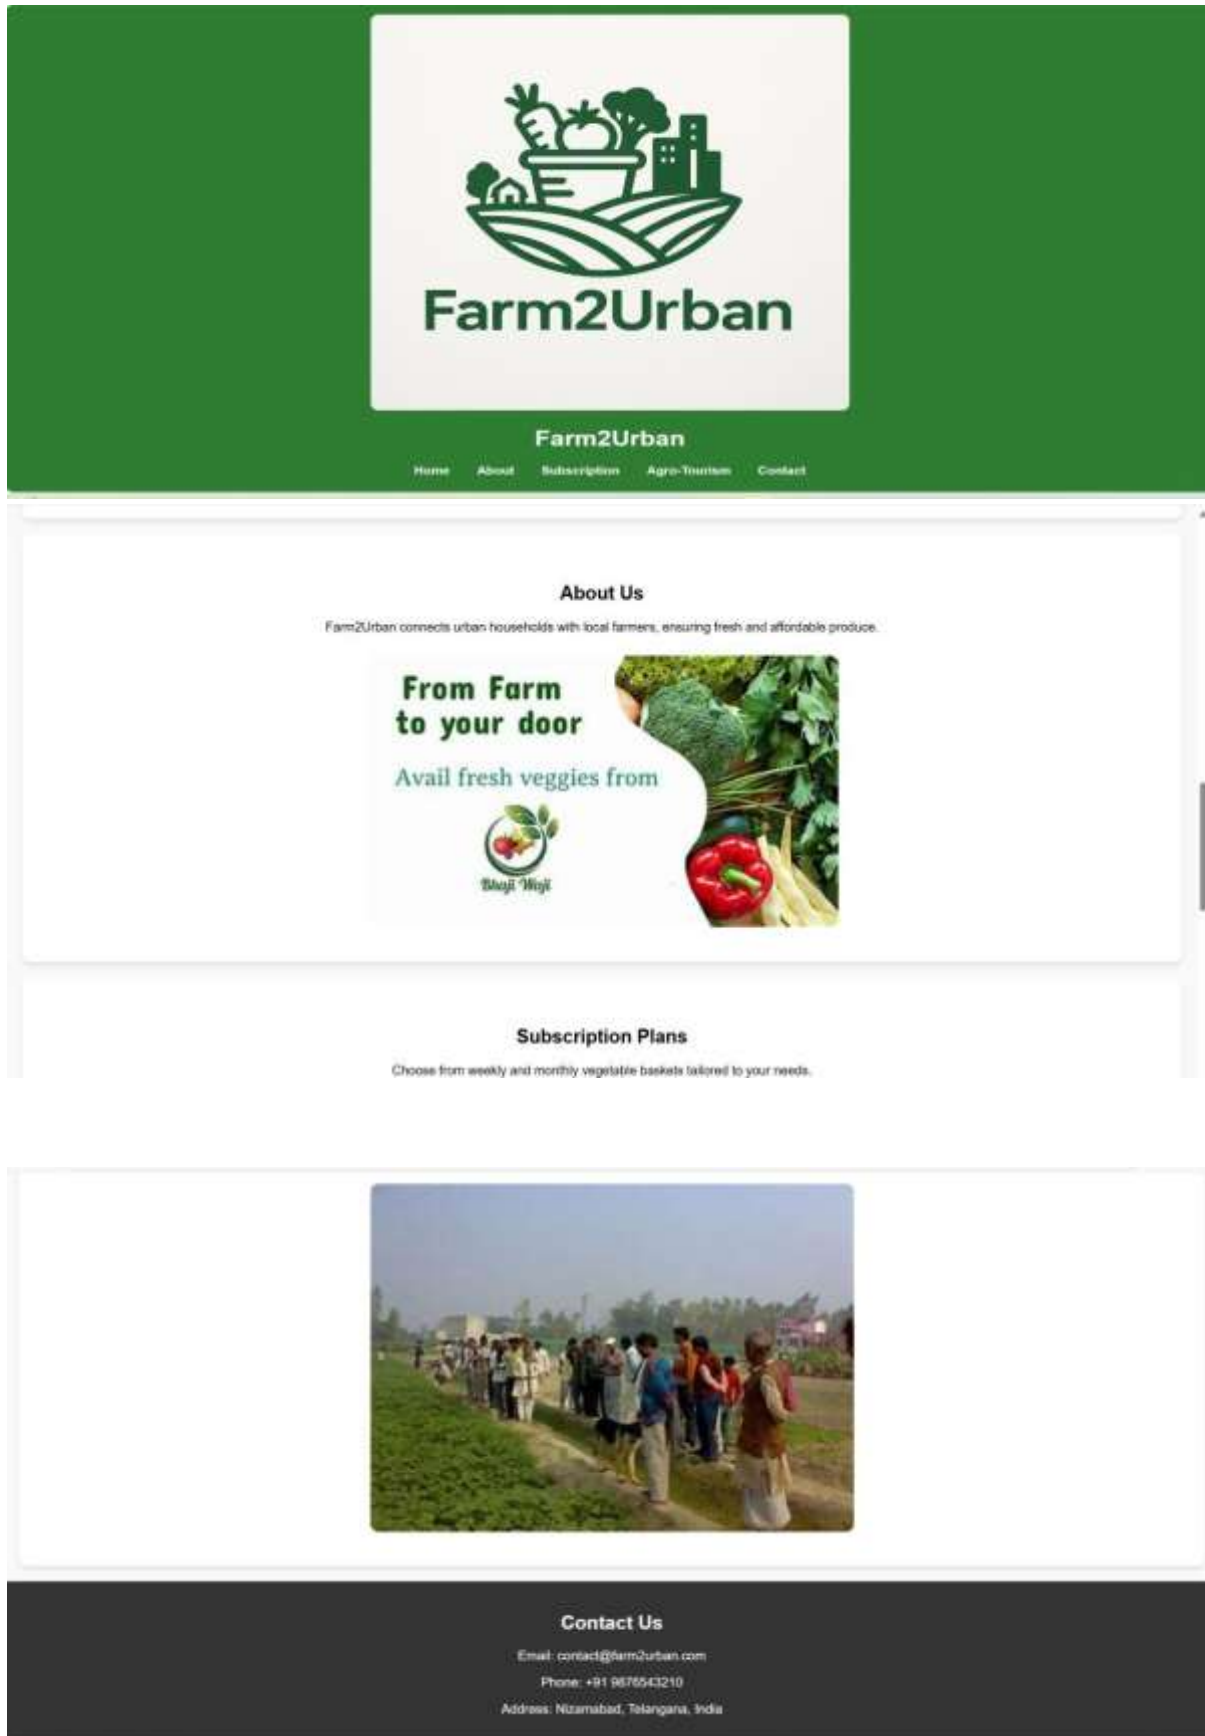 Farm2Urban
Farm2Urban
Home About Subscription Agro-Tourism Contact
About Us
Farm2Urban connects urban households with local farmers, ensuring fresh and affordable produce.
From Farm
to your door
Avail fresh veggies from
Bhaji Waji
Subscription Plans
Choose from weekly and monthly vegetable baskets tailored to your needs.
Contact Us
Email: contact@farm2urban.com
Phone: +91 9876543210
Address: Nizamabad, Telangana, India